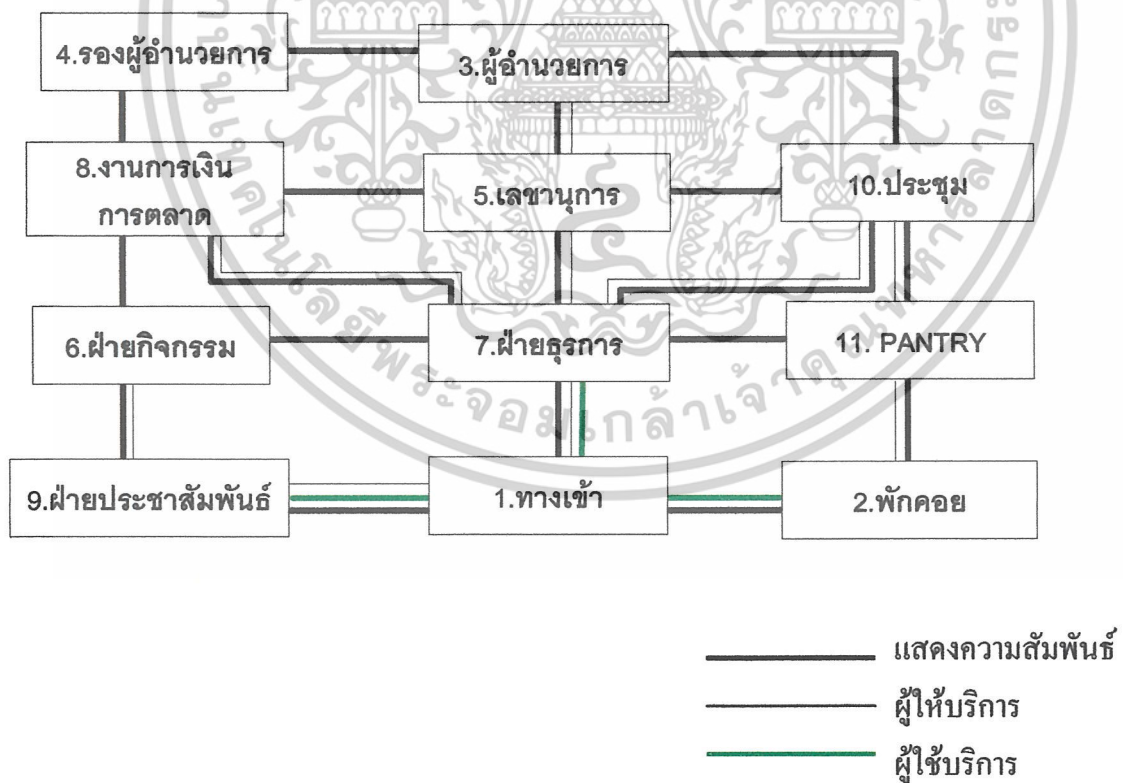 4.รองผู้อำนวยการ
3.ผู้อำนวยการ
8.งานการเงิน
การตลาด
5.เลขานุการ
10.ประชุม
6.ฝ่ายกิจกรรม
7.ฝ่ายธุรการ
11. PANTRY
9.ฝ่ายประชาสัมพันธ์
1.ทางเข้า
2.พักคอย
แสดงความสัมพันธ์
ผู้ให้บริการ
ผู้ใช้บริการ